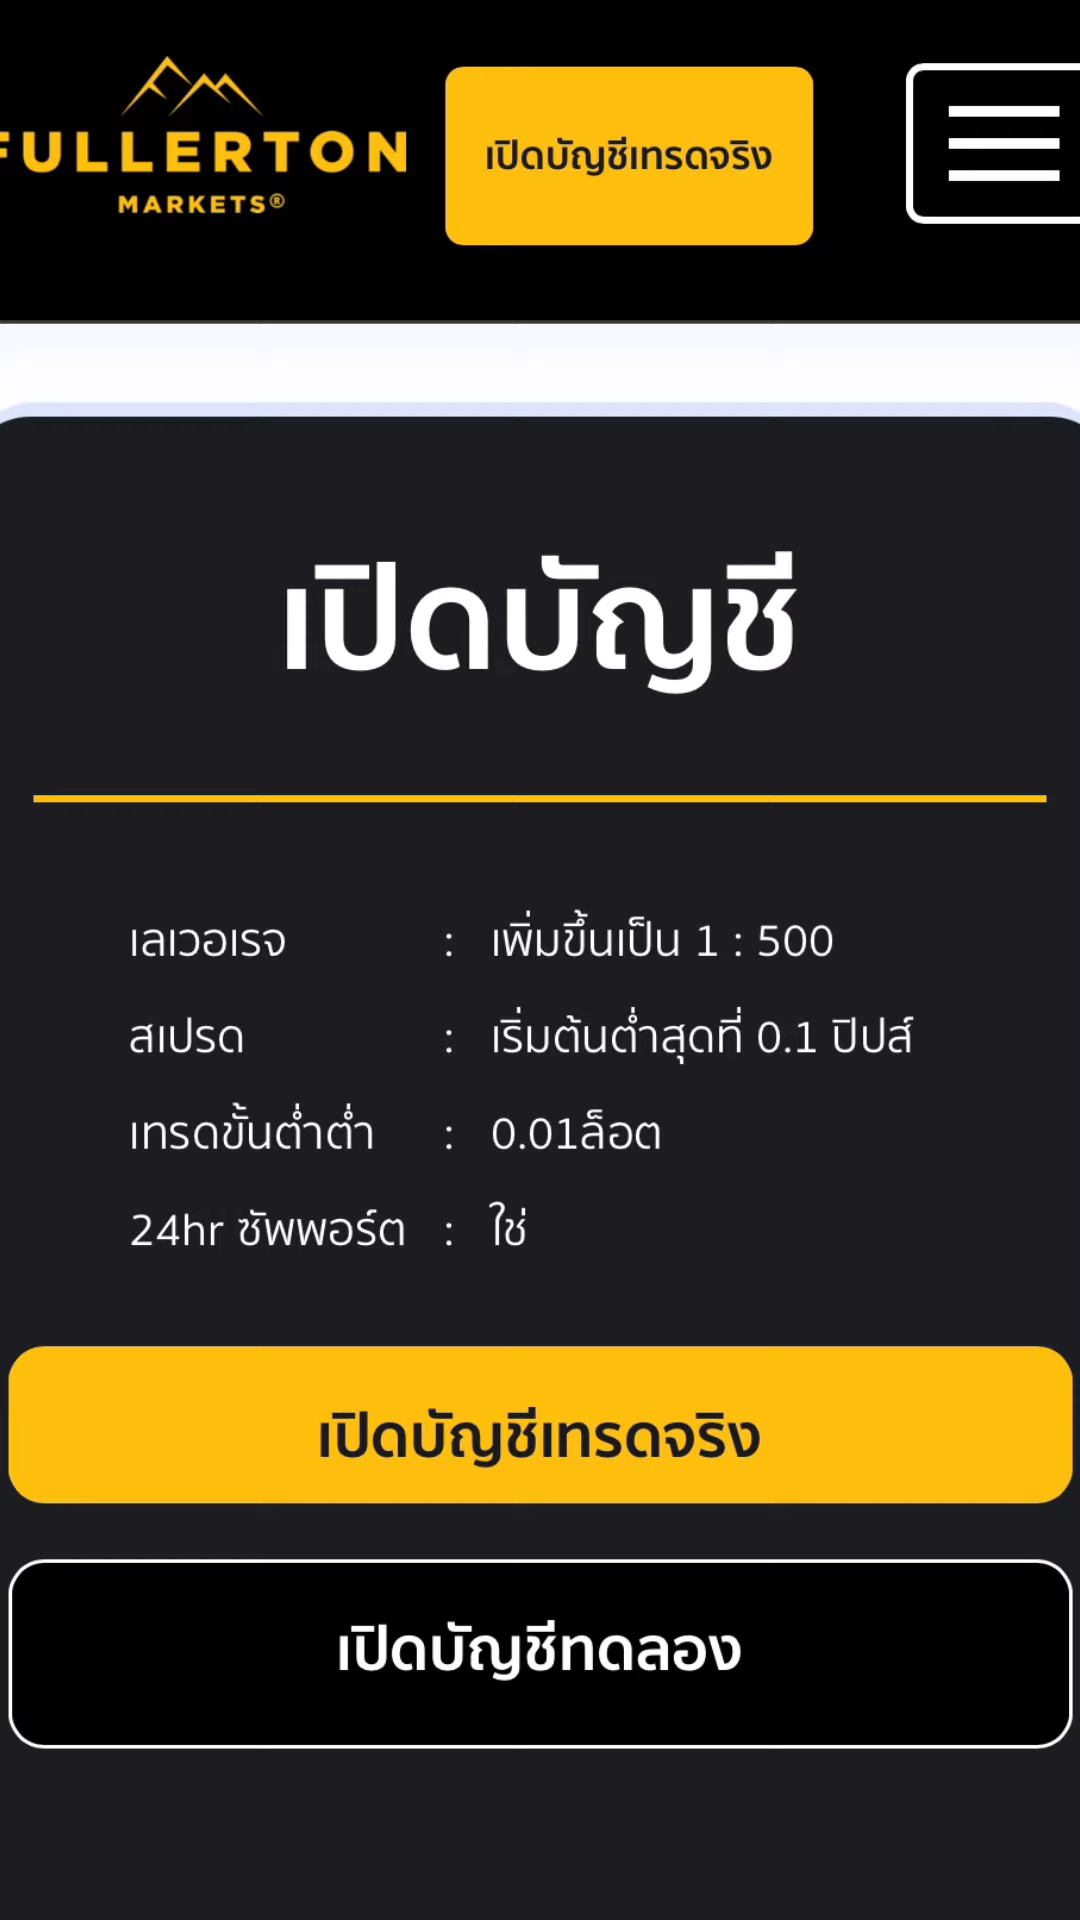 FULLERTON
MARKETS®
เปิดบัญชีเทรดจริง
เปิดบัญชี
เลเวอเรจ : เพิ่มขึ้นเป็น 1 : 500
สเปรด : เริ่มต้นต่ำสุดที่ 0.1 ปิปส์
เทรดขั้นต่ำต่ำ : 0.01ล็อต
24hr ซัพพอร์ต : ใช่
เปิดบัญชีเทรดจริง
เปิดบัญชีทดลอง